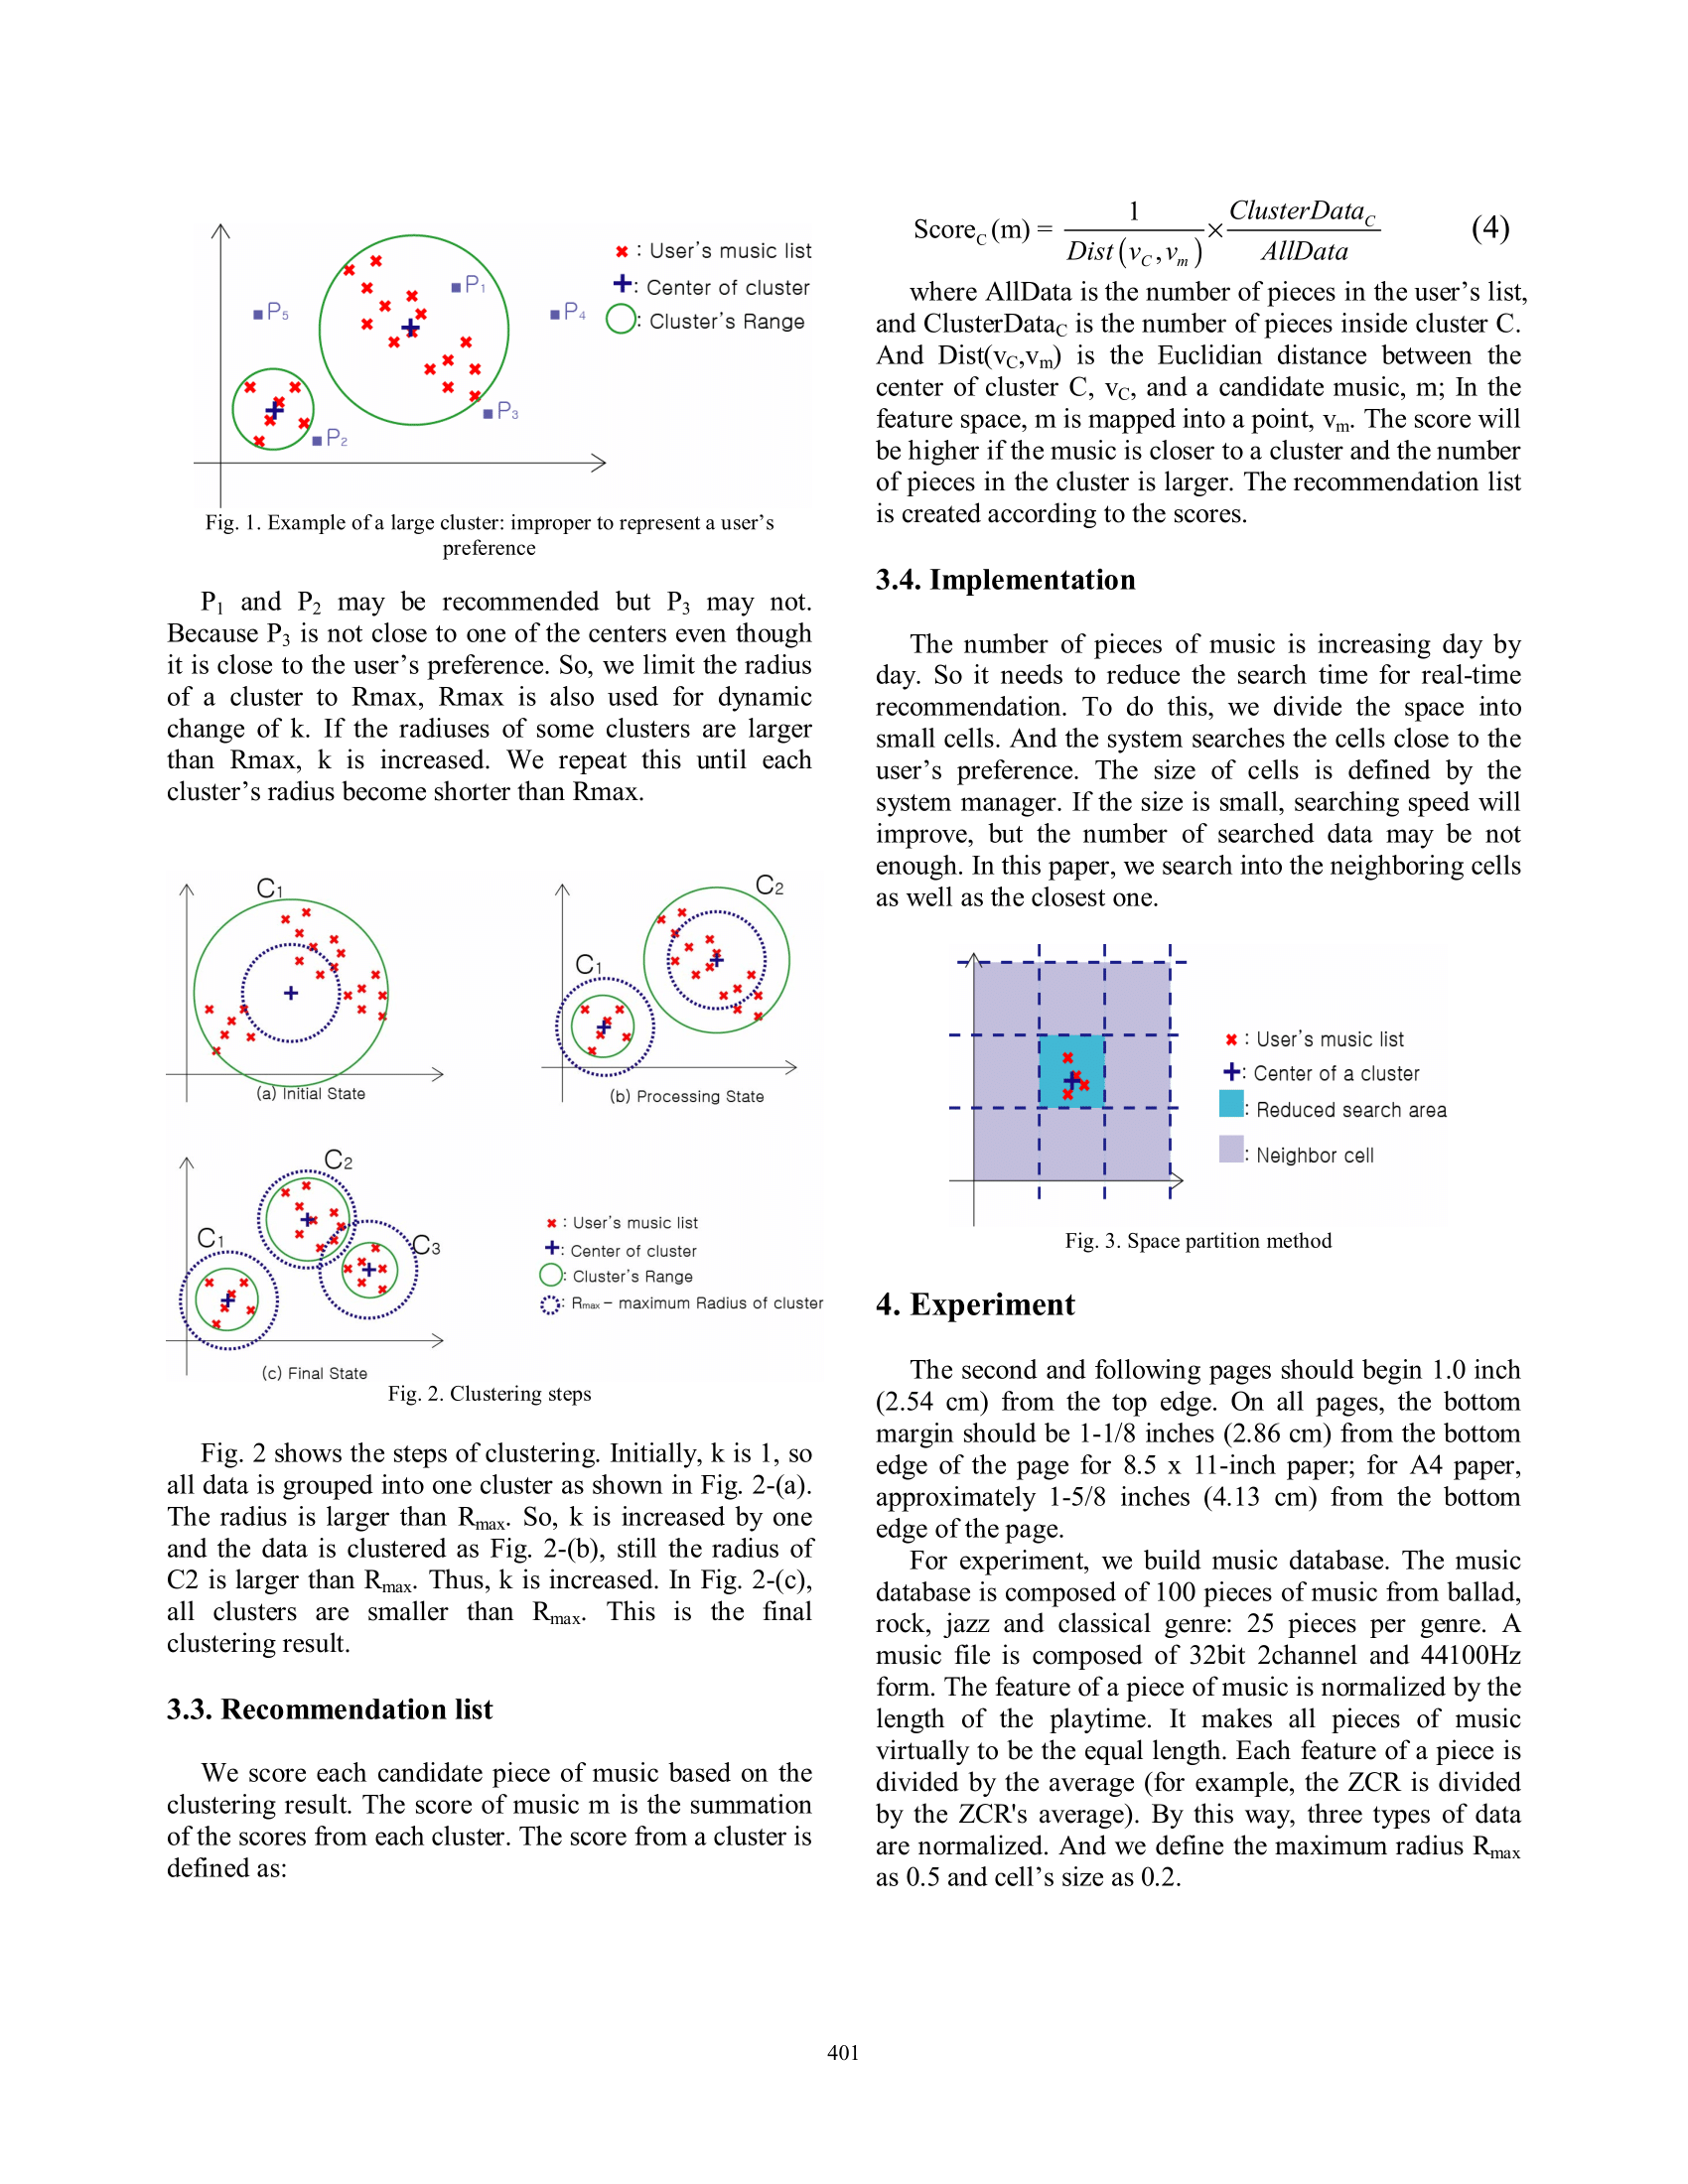 P₁
P₅
P₄
P₃
P₂
: User's music list
: Center of cluster
: Cluster's Range
Fig. 1. Example of a large cluster: improper to represent a user's
preference
P₁ and P₂ may be recommended but P₃ may not.
Because P₃ is not close to one of the centers even though
it is close to the user's preference. So, we limit the radius
of a cluster to Rmax, Rmax is also used for dynamic
change of k. If the radiuses of some clusters are larger
than Rmax, k is increased. We repeat this until each
cluster's radius become shorter than Rmax.
C₁
(a) Initial State
C₂
C₁
(b) Processing State
C₂
C₁
C₃
(c) Final State
: User's music list
: Center of cluster
: Cluster's Range
: Rmax – maximum Radius of cluster
Fig. 2. Clustering steps
Fig. 2 shows the steps of clustering. Initially, k is 1, so
all data is grouped into one cluster as shown in Fig. 2-(a).
The radius is larger than Rmax. So, k is increased by one
and the data is clustered as Fig. 2-(b), still the radius of
C2 is larger than Rmax. Thus, k is increased. In Fig. 2-(c),
all clusters are smaller than Rmax. This is the final
clustering result.
3.3. Recommendation list
We score each candidate piece of music based on the
clustering result. The score of music m is the summation
of the scores from each cluster. The score from a cluster is
defined as:
Score_C (m) = 1 / Dist (v_C, v_m) × ClusterData_C / AllData (4)
where AllData is the number of pieces in the user's list,
and ClusterData_C is the number of pieces inside cluster C.
And Dist(v_C,v_m) is the Euclidian distance between the
center of cluster C, v_C, and a candidate music, m; In the
feature space, m is mapped into a point, v_m. The score will
be higher if the music is closer to a cluster and the number
of pieces in the cluster is larger. The recommendation list
is created according to the scores.
3.4. Implementation
The number of pieces of music is increasing day by
day. So it needs to reduce the search time for real-time
recommendation. To do this, we divide the space into
small cells. And the system searches the cells close to the
user's preference. The size of cells is defined by the
system manager. If the size is small, searching speed will
improve, but the number of searched data may be not
enough. In this paper, we search into the neighboring cells
as well as the closest one.
: User's music list
: Center of a cluster
: Reduced search area
: Neighbor cell
Fig. 3. Space partition method
4. Experiment
The second and following pages should begin 1.0 inch
(2.54 cm) from the top edge. On all pages, the bottom
margin should be 1-1/8 inches (2.86 cm) from the bottom
edge of the page for 8.5 x 11-inch paper; for A4 paper,
approximately 1-5/8 inches (4.13 cm) from the bottom
edge of the page.
For experiment, we build music database. The music
database is composed of 100 pieces of music from ballad,
rock, jazz and classical genre: 25 pieces per genre. A
music file is composed of 32bit 2channel and 44100Hz
form. The feature of a piece of music is normalized by the
length of the playtime. It makes all pieces of music
virtually to be the equal length. Each feature of a piece is
divided by the average (for example, the ZCR is divided
by the ZCR's average). By this way, three types of data
are normalized. And we define the maximum radius Rmax
as 0.5 and cell's size as 0.2.
401